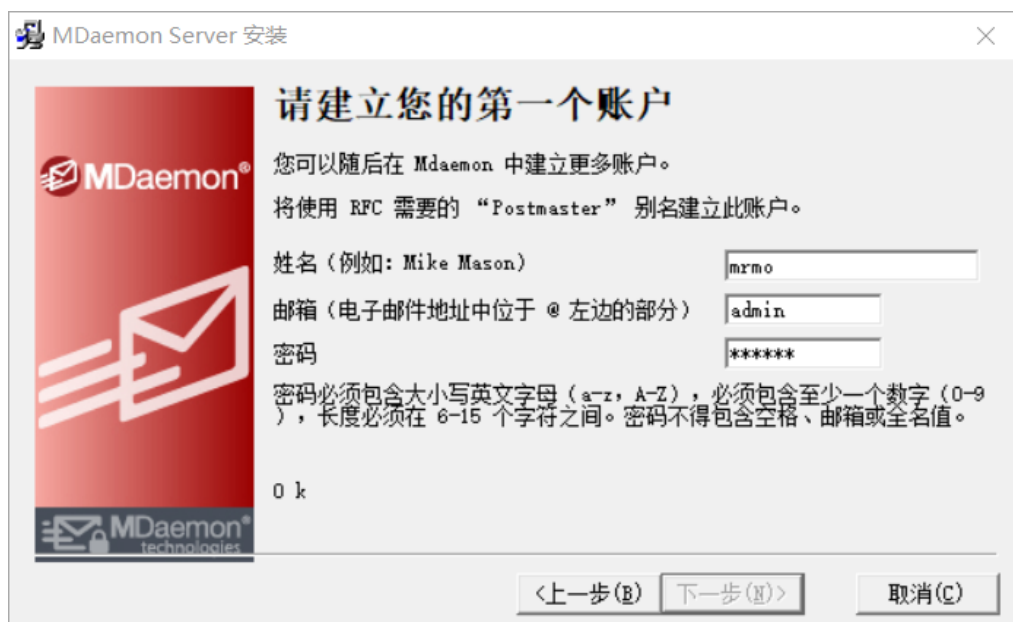 MDaemon Server 安装
请建立您的第一个账户
MDaemon®
您可以随后在 Mdaemon 中建立更多账户。
将使用 RFC 需要的 “Postmaster” 别名建立此账户。
姓名（例如: Mike Mason）
mrmo
邮箱（电子邮件地址中位于 @ 左边的部分）
admin
密码
******
密码必须包含大小写英文字母（a-z, A-Z），必须包含至少一个数字（0-9
），长度必须在 6-15 个字符之间。密码不得包含空格、邮箱或全名值。
0 k
MDaemon®
technologies
<上一步(B)
下一步(N)>
取消(C)